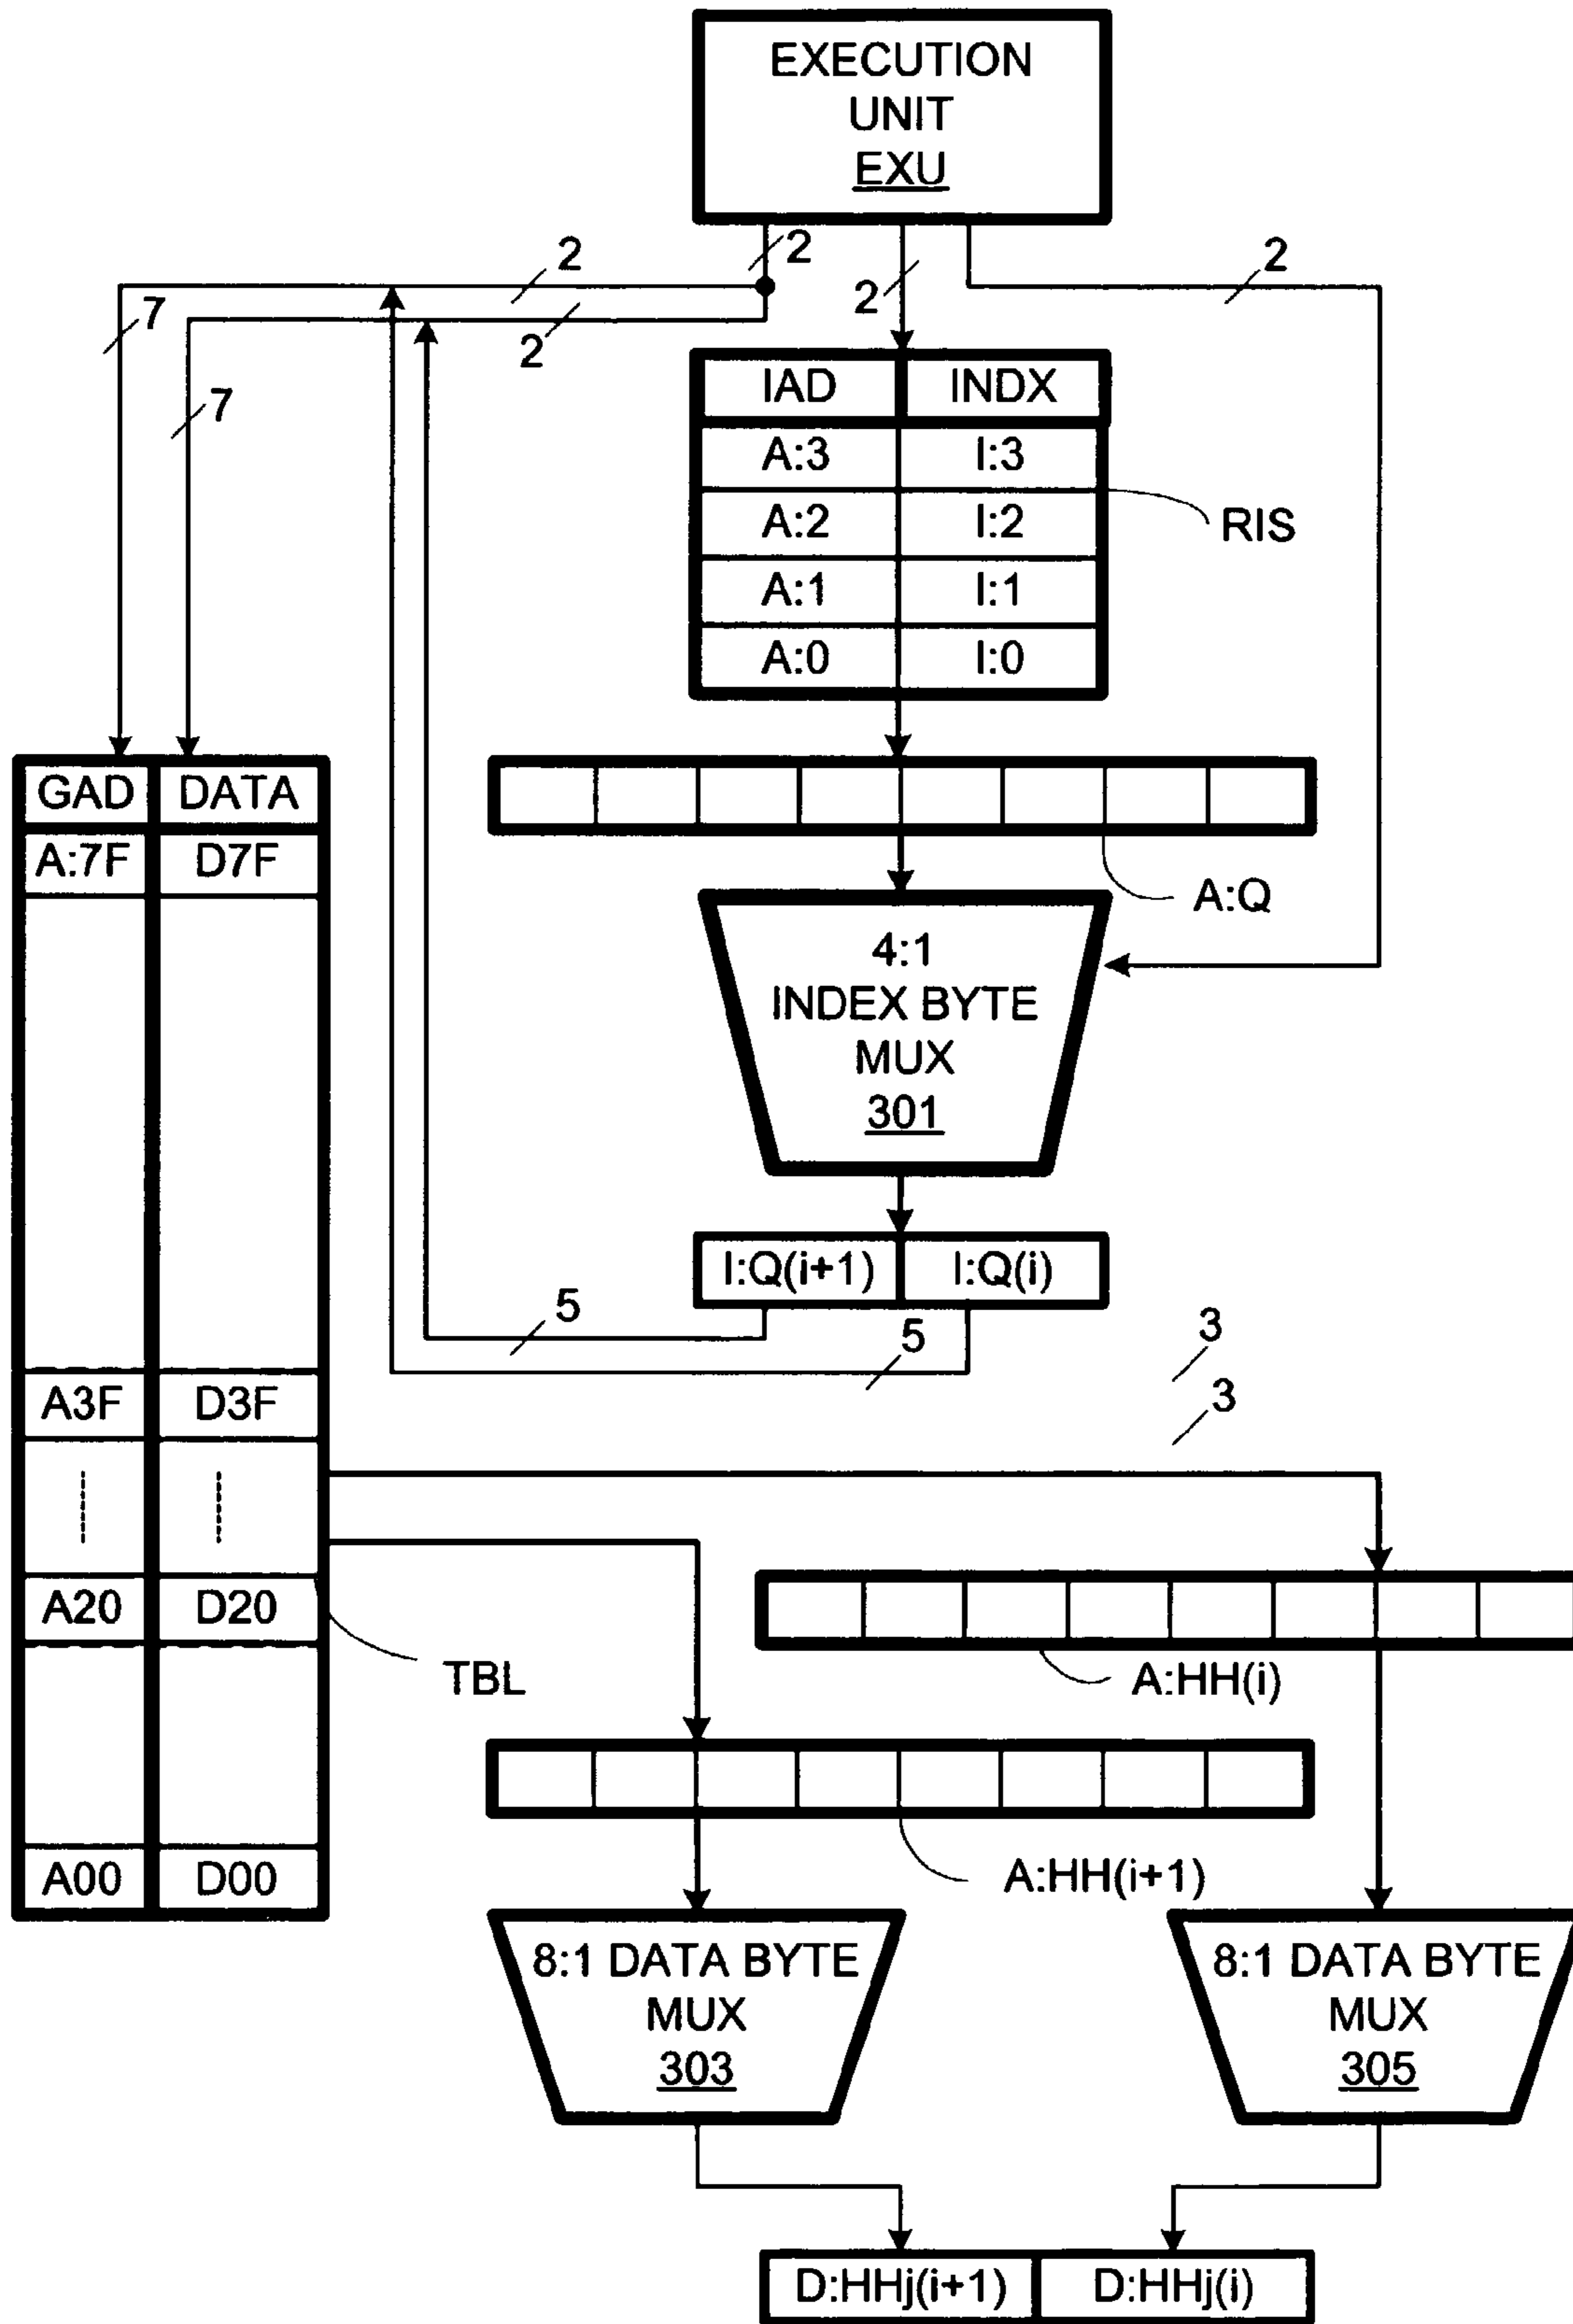 EXECUTION
UNIT
EXU
2
2
2
2
2
7
7
IAD INDX
A:3 I:3
A:2 I:2
RIS
A:1 I:1
A:0 I:0
GAD DATA
A:7F D7F
A:Q
4:1
INDEX BYTE
MUX
301
I:Q(i+1) I:Q(i)
5
5
3
3
A3F D3F
A20 D20
TBL
A:HH(i)
A00 D00
A:HH(i+1)
8:1 DATA BYTE
MUX
303
8:1 DATA BYTE
MUX
305
D:HHj(i+1) D:HHj(i)